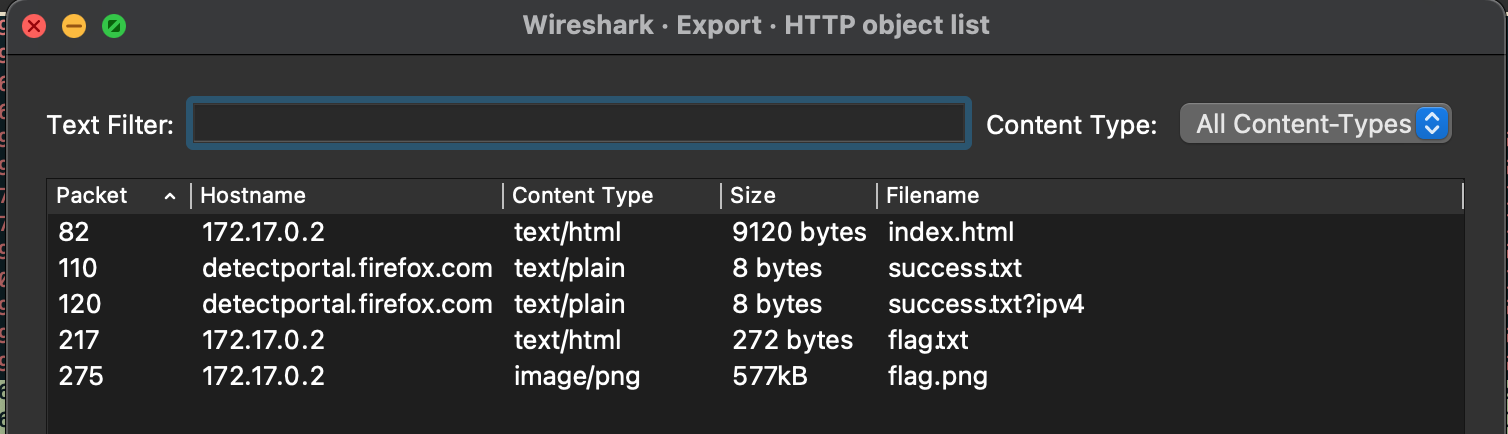 Wireshark · Export · HTTP object list
Text Filter: Content Type: All Content-Types
Packet Hostname Content Type Size Filename
82 172.17.0.2 text/html 9120 bytes index.html
110 detectportal.firefox.com text/plain 8 bytes success.txt
120 detectportal.firefox.com text/plain 8 bytes success.txt?ipv4
217 172.17.0.2 text/html 272 bytes flag.txt
275 172.17.0.2 image/png 577kB flag.png